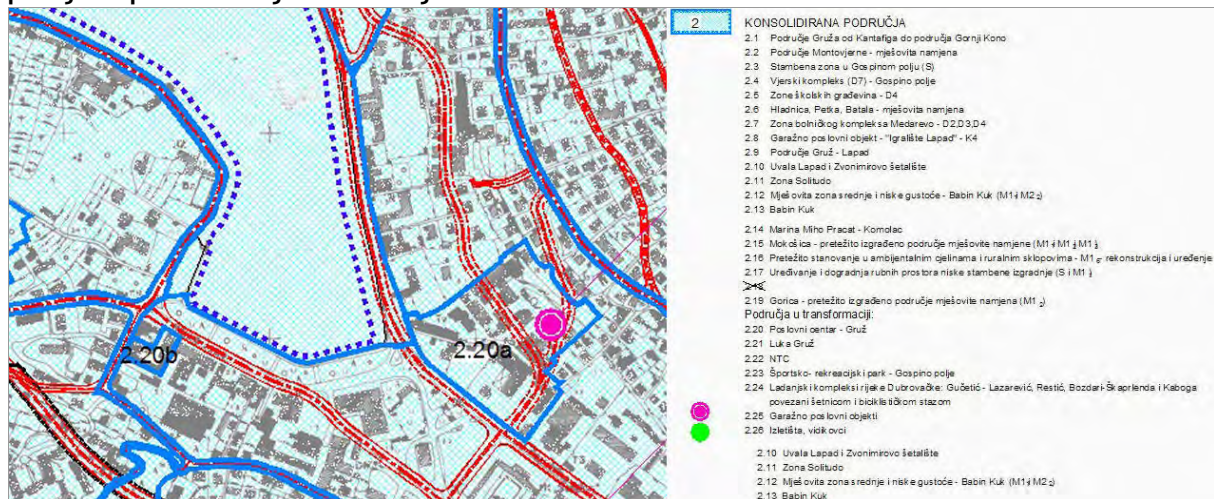 2.20b
2.20a
2 KONSOLIDIRANA PODRUČJA
2.1 Područje Gruža od Kantafiga do područja Gornji Kono
2.2 Područje Montovjerne - mješovita namjena
2.3 Stambena zona u Gospinom polju (S)
2.4 Vjerski kompleks (D7) - Gospino polje
2.5 Zone školskih građevina - D4
2.6 Hladnica, Petka, Batala - mješovita namjena
2.7 Zona bolničkog kompleksa Medarevo - D2,D3,D4
2.8 Garažno poslovni objekt - "Igralište Lapad" - K4
2.9 Područje Gruž - Lapad
2.10 Uvala Lapad i Zvonimirovo šetalište
2.11 Zona Solitudo
2.12 Mješovita zona srednje i niske gustoće - Babin Kuk (M1 i M2 2)
2.13 Babin Kuk
2.14 Marina Miho Pracat - Komolac
2.15 Mokošica - pretežito izgrađeno područje mješovite namjene
2.16 Pretežito stanovanje u ambijentalnim cjelinama i ruralnim sklopovima - M1 rekonstrukcija i uređenje
2.17 Uređivanje i dogradnja rubnih prostora niske stambene izgradnje (S i M1 )
2.19 Gorica - pretežito izgrađeno područje mješovite namjena (M1 2)
Područja u transformaciji:
2.20 Poslovni centar - Gruž
2.21 Luka Gruž
2.22 NTC
2.23 Športsko- rekreacijski park - Gospino polje
2.24 Ladanjski kompleksi rijeke Dubrovačke: Gučetić - Lazarević, Restić, Bozdari-Škaprlenda i Kaboga
povezani šetnicom i biciklističkom stazom
2.25 Garažno poslovni objekti
2.26 Izletišta, vidikovci
2.10 Uvala Lapad i Zvonimirovo šetalište
2.11 Zona Solitudo
2.12 Mješovita zona srednje i niske gustoće - Babin Kuk (M1 i M2 2)
2.13 Babin Kuk